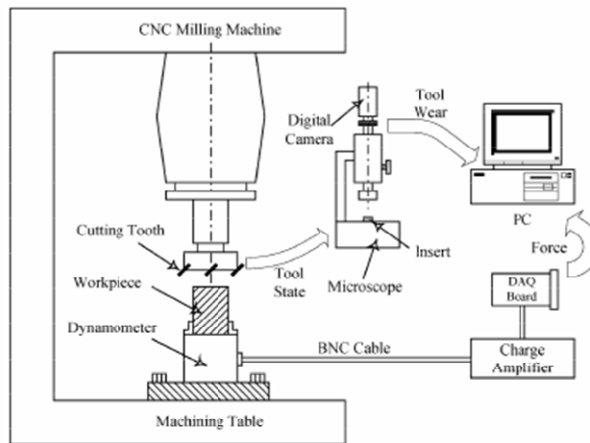 CNC Milling Machine
Digital
Camera
Tool
Wear
PC
Cutting Tooth
Tool
State
Insert
Microscope
Force
Workpiece
DAQ
Board
Dynamometer
BNC Cable
Charge
Amplifier
Machining Table